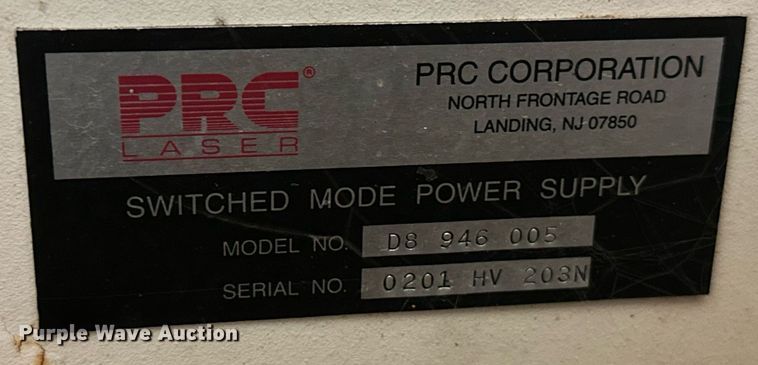 PRC®
LASER
PRC CORPORATION
NORTH FRONTAGE ROAD
LANDING, NJ 07850
SWITCHED MODE POWER SUPPLY
MODEL NO. D8 946 005
SERIAL NO. 0201 HV 203N
Purple Wave Auction